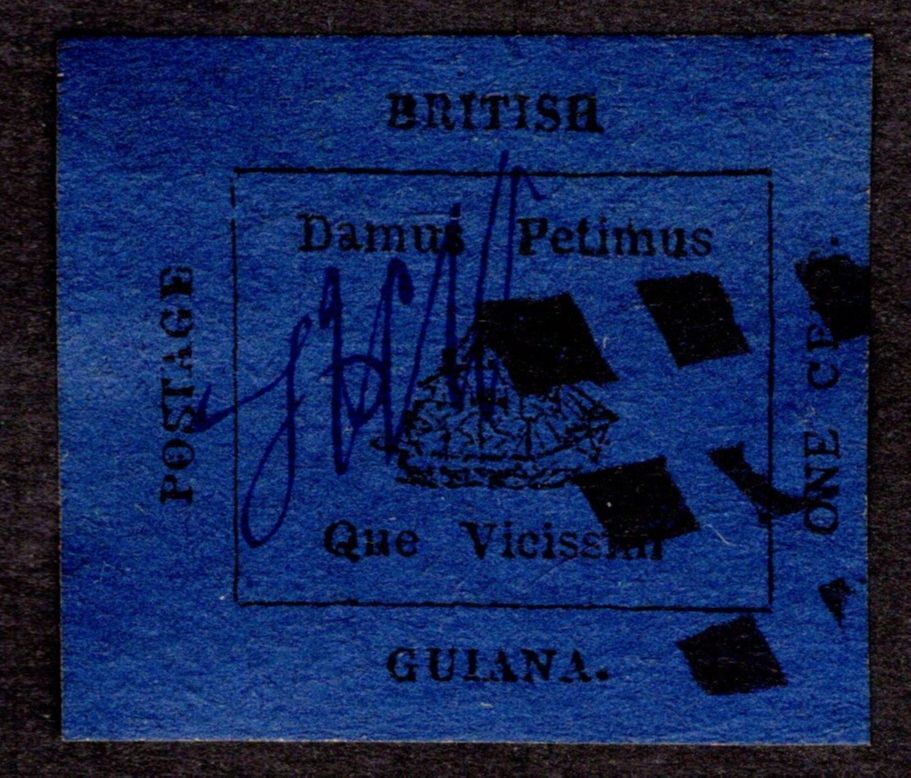 BRITISH
Damus Petimus
POSTAGE
ONE
Que Vicissim
GUIANA.